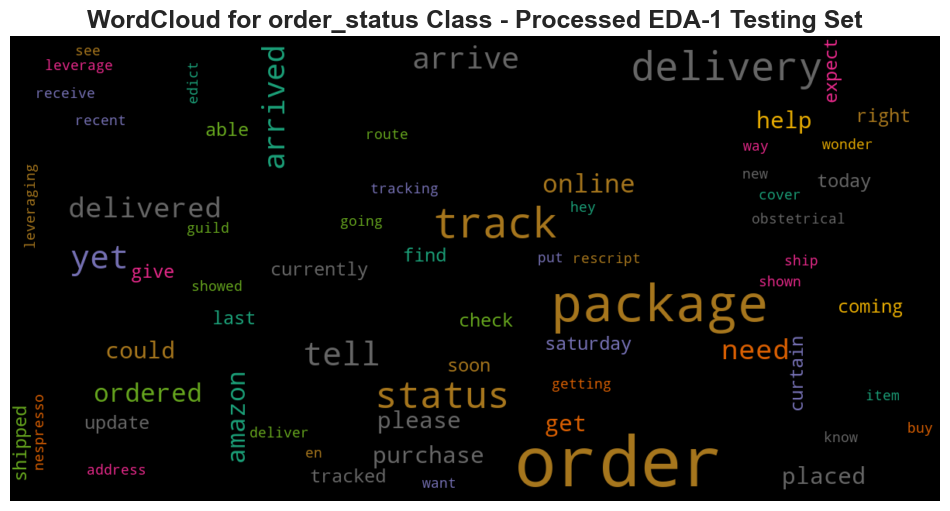 WordCloud for order_status Class - Processed EDA-1 Testing Set
see
leverage
receive
recent
edict
able
arrived
arrive
route
delivery
expect
help
right
way
wonder
new
today
cover
obstetrical
leveraging
delivered
guild
tracking
going
online
hey
track
yet
give
showed
currently
find
put
rescript
ship
shown
package
coming
last
check
could
tell
saturday
need
curtain
soon
ordered
status
getting
item
amazon
update
please
get
deliver
buy
know
shipped
nespresso
address
en
purchase
tracked
want
order
placed